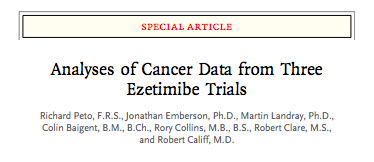 SPECIAL ARTICLE
Analyses of Cancer Data from Three
Ezetimibe Trials
Richard Peto, F.R.S., Jonathan Emberson, Ph.D., Martin Landray, Ph.D.,
Colin Baigent, B.M., B.Ch., Rory Collins, M.B., B.S., Robert Clare, M.S.,
and Robert Califf, M.D.